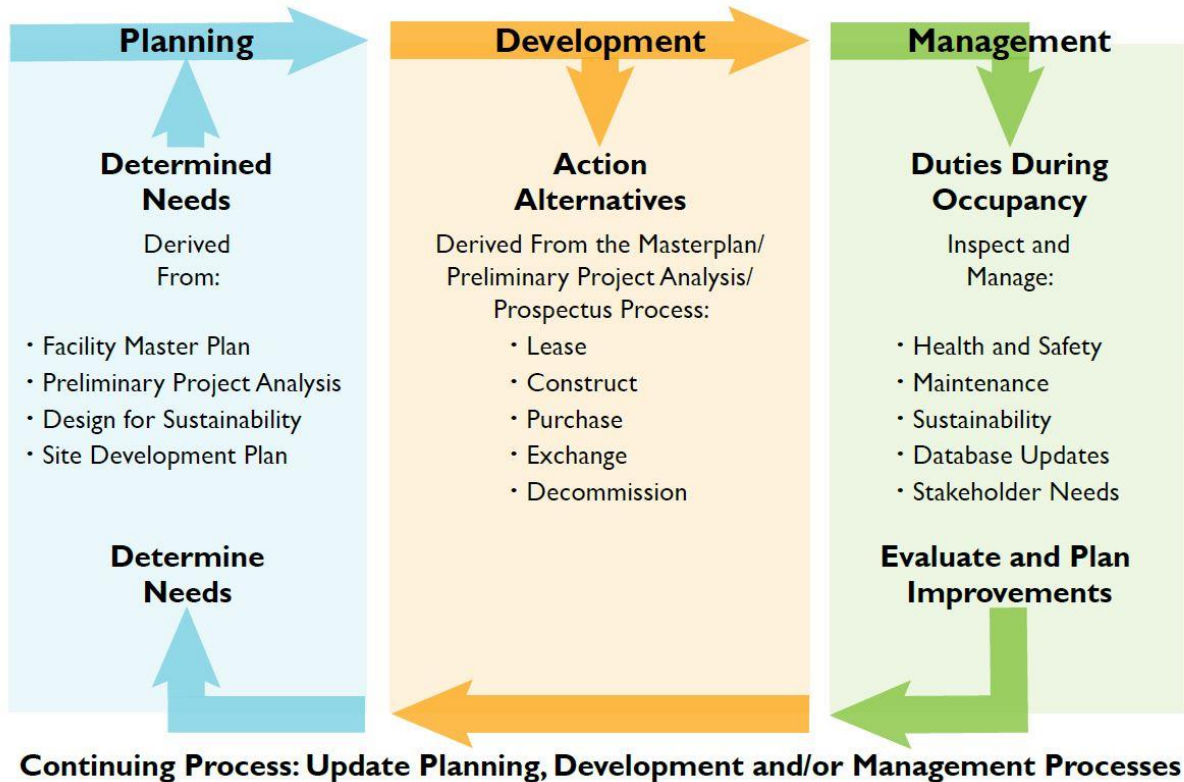 Planning
Determined
Needs
Derived
From:
· Facility Master Plan
· Preliminary Project Analysis
· Design for Sustainability
· Site Development Plan
Determine
Needs
Development
Action
Alternatives
Derived From the Masterplan/
Preliminary Project Analysis/
Prospectus Process:
· Lease
· Construct
· Purchase
· Exchange
· Decommission
Management
Duties During
Occupancy
Inspect and
Manage:
· Health and Safety
· Maintenance
· Sustainability
· Database Updates
· Stakeholder Needs
Evaluate and Plan
Improvements
Continuing Process: Update Planning, Development and/or Management Processes